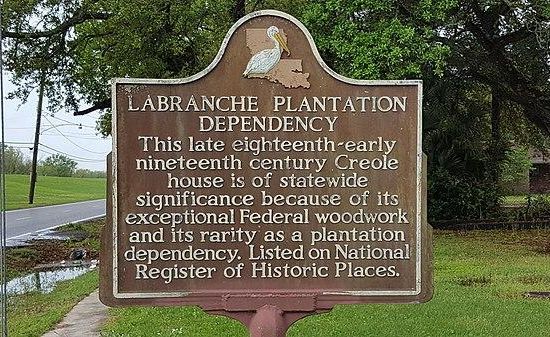 LABRANCHE PLANTATION
DEPENDENCY
This late eighteenth-early
nineteenth century Creole
house is of statewide
significance because of its
exceptional Federal woodwork
and its rarity as a plantation
dependency. Listed on National
Register of Historic Places.